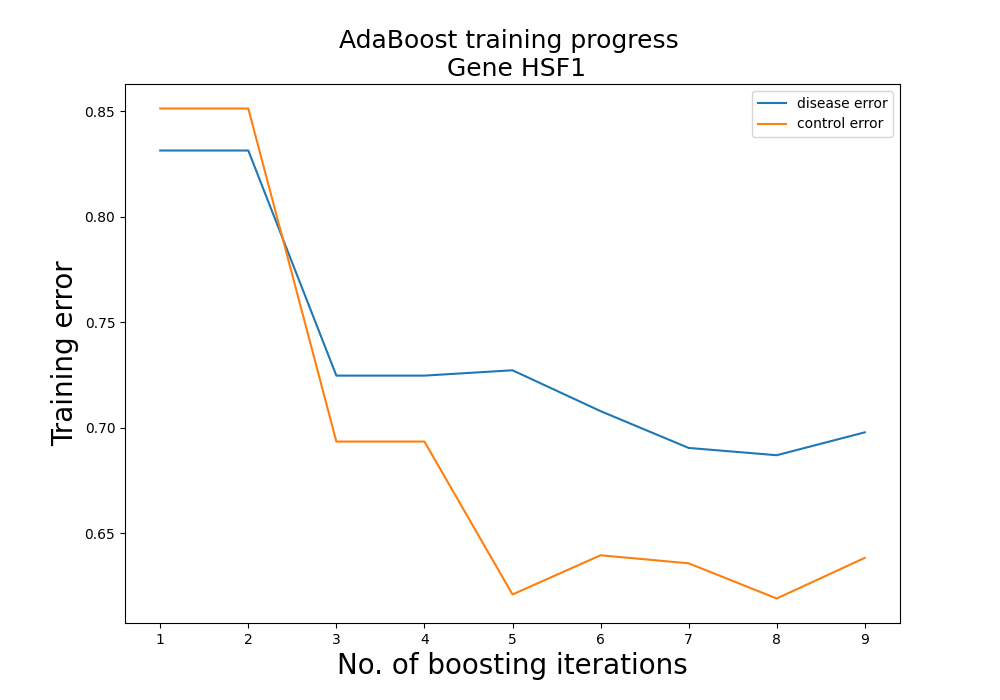 AdaBoost training progress
Gene HSF1
disease error
control error
Training error
0.85
0.80
0.75
0.70
0.65
1 2 3 4 5 6 7 8 9
No. of boosting iterations